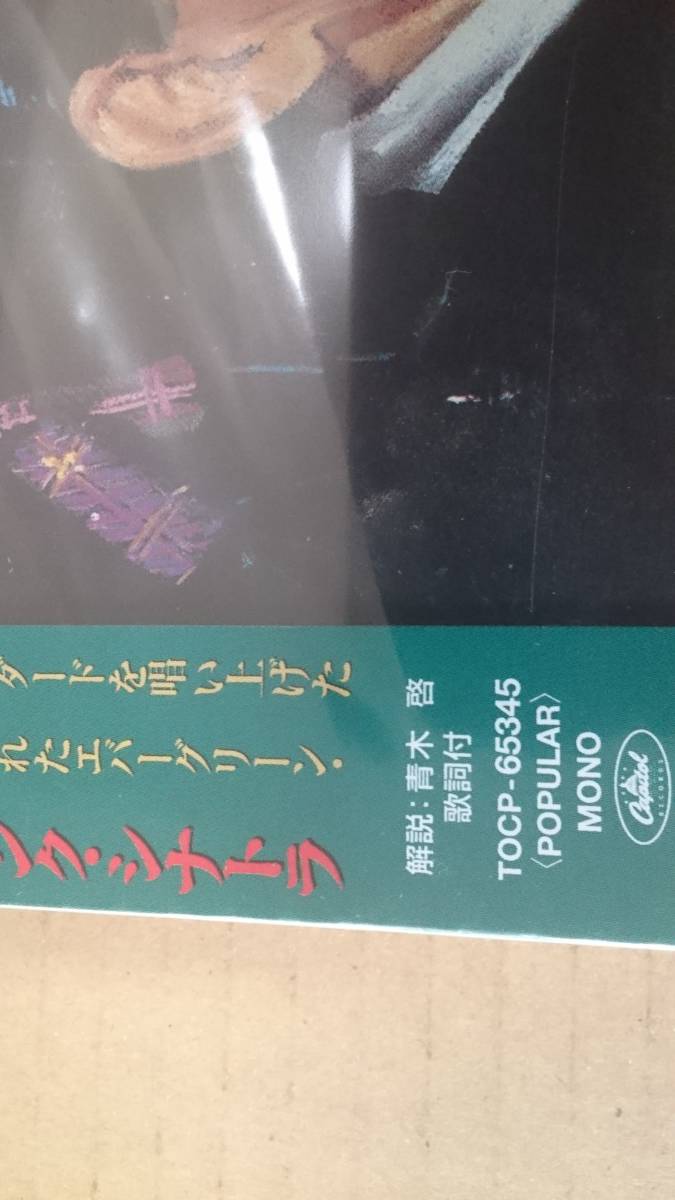 ダードを唱い上げた
れたエバーグリーン・
ンク・シナトラ
解説：青木 啓
歌詞付
TOCP-65345
〈POPULAR〉
MONO
Capitol
RECORDS